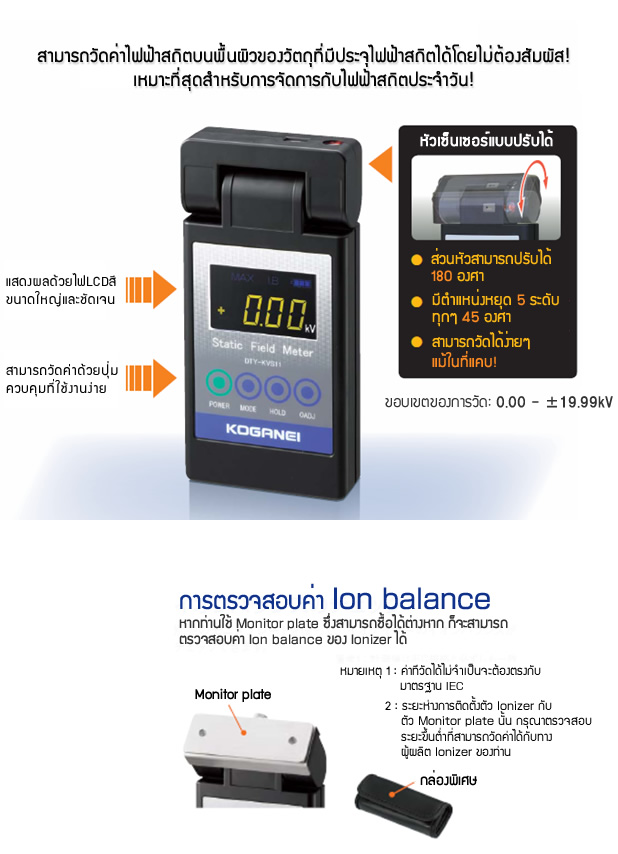 สามารถวัดค่าไฟฟ้าสถิตบนพื้นผิวของวัตถุที่มีประจุไฟฟ้าสถิตได้โดยไม่ต้องสัมผัส!
เหมาะที่สุดสำหรับการจัดการกับไฟฟ้าสถิตประจำวัน!
หัวเซ็นเซอร์แบบปรับได้
ส่วนหัวสามารถปรับได้
180 องศา
มีตำแหน่งหยุด 5 ระดับ
ทุกๆ 45 องศา
สามารถวัดได้ง่ายๆ
แม้ในที่แคบ!
แสดงผลด้วยไฟLCDสี
ขนาดใหญ่และชัดเจน
สามารถวัดค่าด้วยปุ่ม
ควบคุมที่ใช้งานง่าย
MAX 18
+ 0.00 kV
Static Field Meter
DTY-KVS11
POWER MODE HOLD 0ADJ
KOGANEI
ขอบเขตของการวัด: 0.00 - ±19.99kV
การตรวจสอบค่า Ion balance
หากท่านใช้ Monitor plate ซึ่งสามารถซื้อได้ต่างหาก ก็จะสามารถ
ตรวจสอบค่า Ion balance ของ Ionizer ได้
หมายเหตุ 1 : ค่าที่วัดได้ไม่จำเป็นจะต้องตรงกับ
มาตรฐาน IEC
2 : ระยะห่างการติดตั้งตัว Ionizer กับ
ตัว Monitor plate นั้น กรุณาตรวจสอบ
ระยะขั้นต่ำที่สามารถวัดค่าได้กับทาง
ผู้ผลิต Ionizer ของท่าน
Monitor plate
กล่องพิเศษ